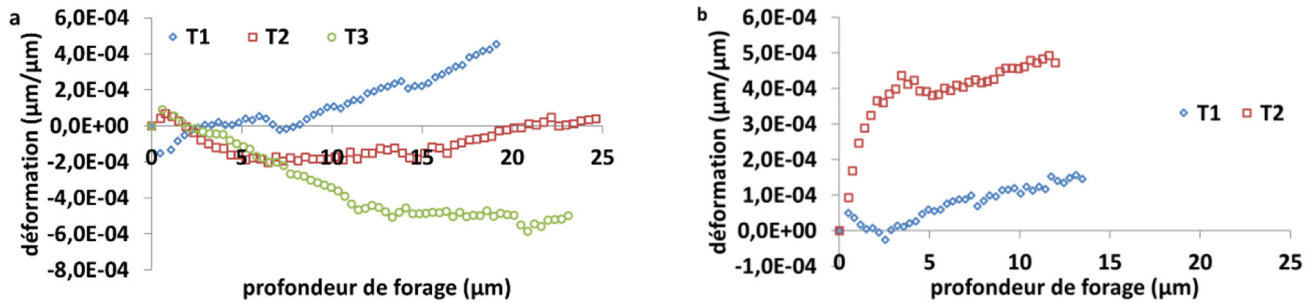 a
déformation (µm/µm)
6,0E-04
4,0E-04
2,0E-04
0,0E+00
-2,0E-04
-4,0E-04
-6,0E-04
-8,0E-04
T1 T2 T3
0 5 10 15 20 25
profondeur de forage (µm)
b
déformation (µm/µm)
6,0E-04
5,0E-04
4,0E-04
3,0E-04
2,0E-04
1,0E-04
0,0E+00
-1,0E-04
T1 T2
0 5 10 15 20 25
profondeur de forage (µm)